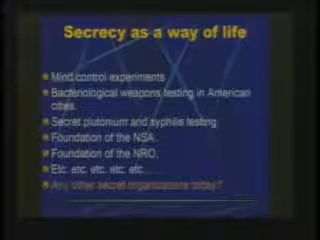 Secrecy as a way of life
Mind control experiments
Bacteriological weapons testing in American
cities.
Secret plutonium and syphilis testing.
Foundation of the NSA.
Foundation of the NRO.
Etc. etc. etc. etc. etc....
Any other secret organizations today?